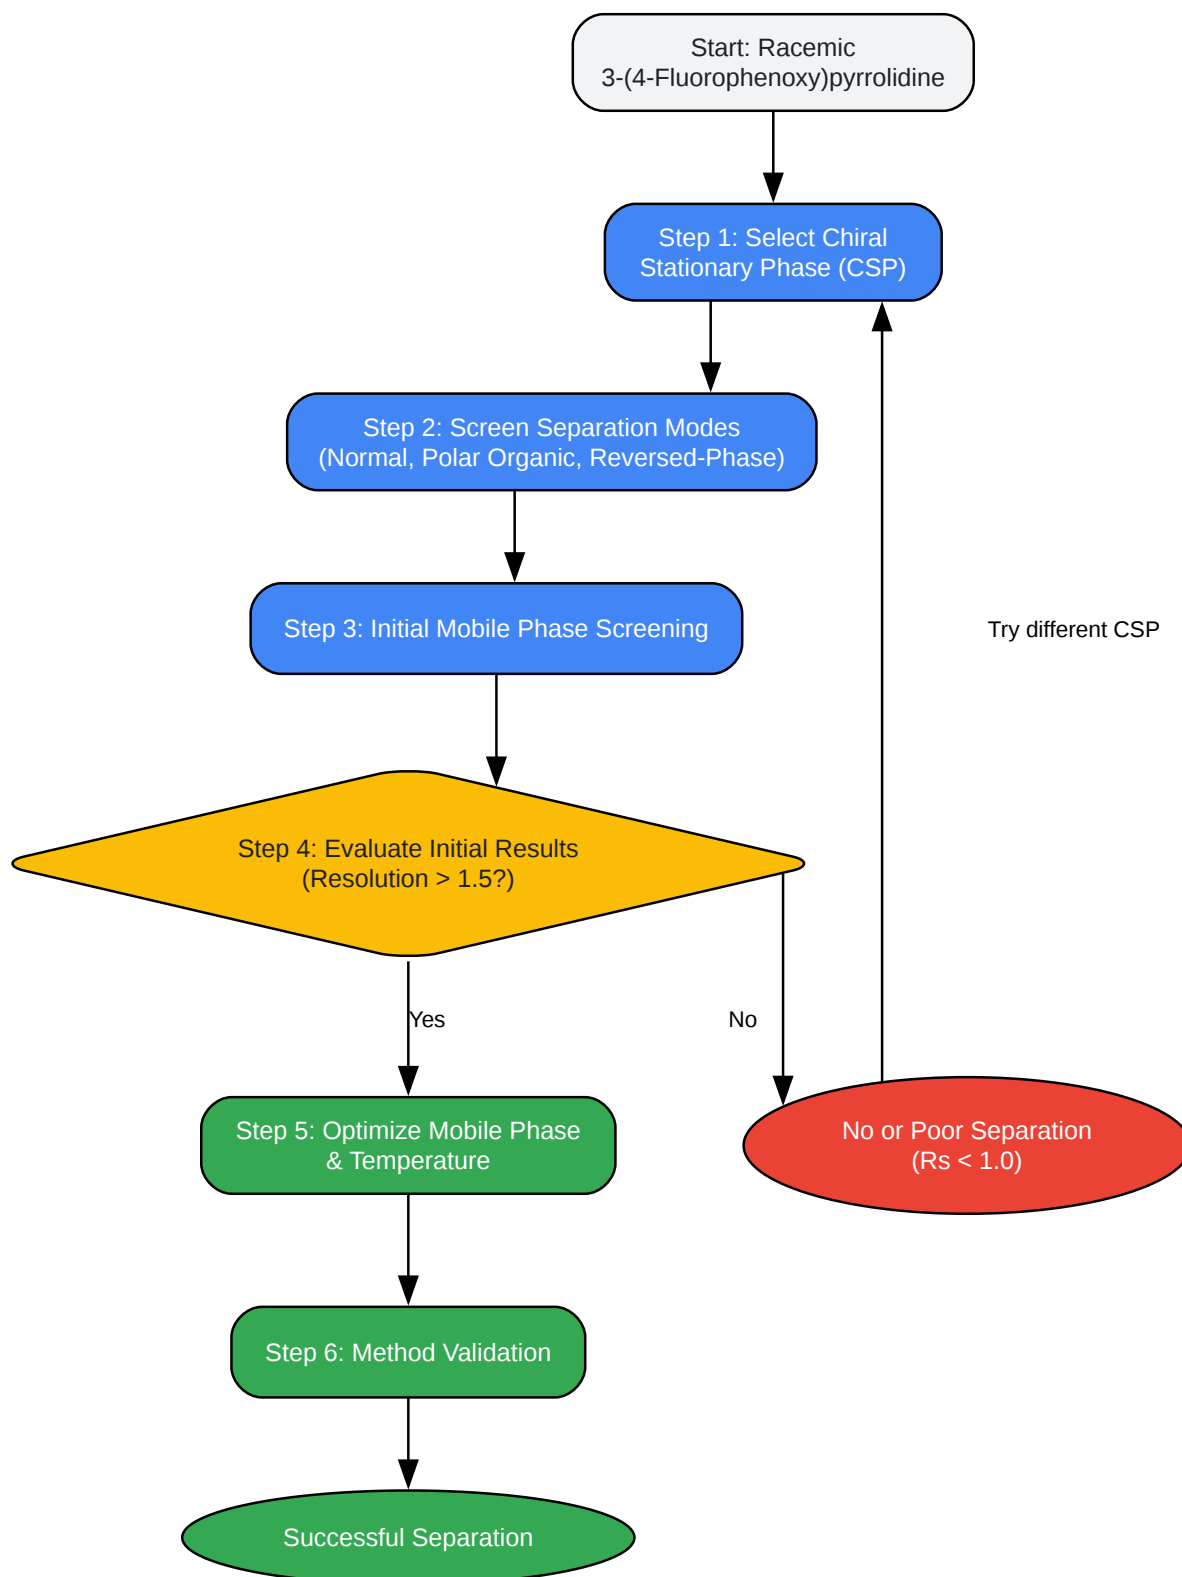 Start: Racemic
3-(4-Fluorophenoxy)pyrrolidine
Step 1: Select Chiral
Stationary Phase (CSP)
Step 2: Screen Separation Modes
(Normal, Polar Organic, Reversed-Phase)
Step 3: Initial Mobile Phase Screening
Try different CSP
Step 4: Evaluate Initial Results
(Resolution > 1.5?)
Yes
No
Step 5: Optimize Mobile Phase
& Temperature
No or Poor Separation
(Rs < 1.0)
Step 6: Method Validation
Successful Separation